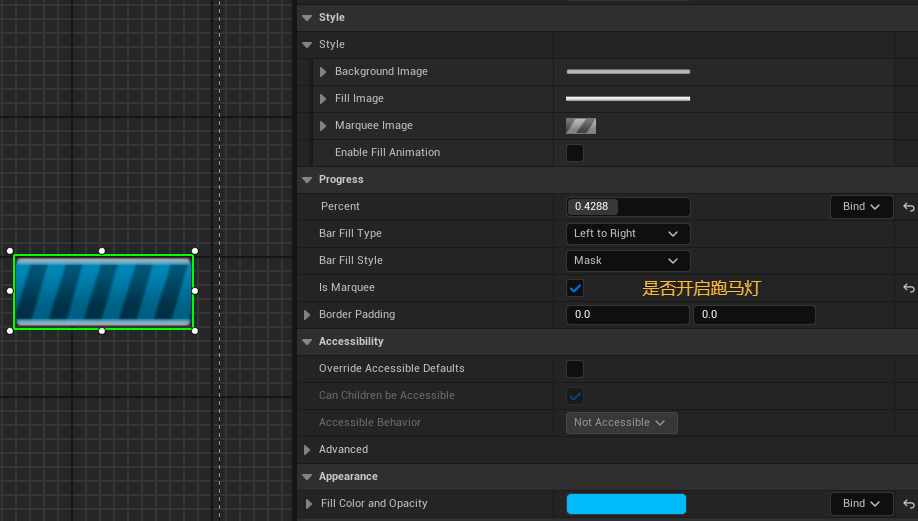 Style
Style
Background Image
Fill Image
Marquee Image
Enable Fill Animation
Progress
Percent 0.4288 Bind
Bar Fill Type Left to Right
Bar Fill Style Mask
Is Marquee 是否开启跑马灯
Border Padding 0.0 0.0
Accessibility
Override Accessible Defaults
Can Children be Accessible
Accessible Behavior Not Accessible
Advanced
Appearance
Fill Color and Opacity Bind